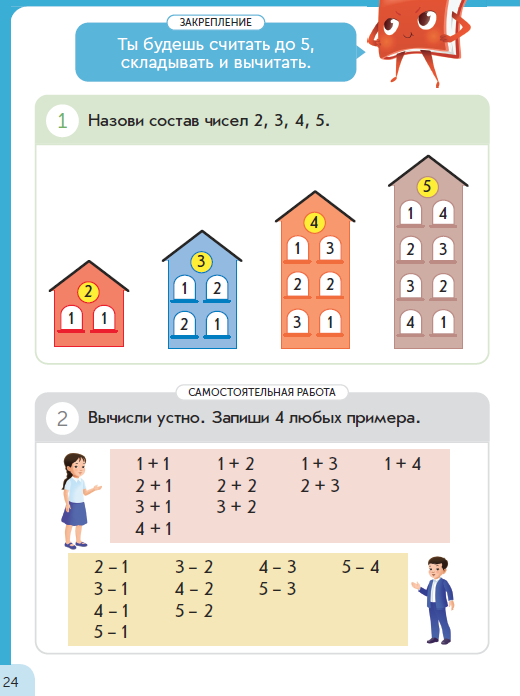 ЗАКРЕПЛЕНИЕ
Ты будешь считать до 5,
складывать и вычитать.
1 Назови состав чисел 2, 3, 4, 5.
2
1 1
3
1 2
2 1
4
1 3
2 2
3 1
5
1 4
2 3
3 2
4 1
САМОСТОЯТЕЛЬНАЯ РАБОТА
2 Вычисли устно. Запиши 4 любых примера.
1 + 1 1 + 2 1 + 3 1 + 4
2 + 1 2 + 2 2 + 3
3 + 1 3 + 2
4 + 1
2 – 1 3 – 2 4 – 3 5 – 4
3 – 1 4 – 2 5 – 3
4 – 1 5 – 2
5 – 1
24